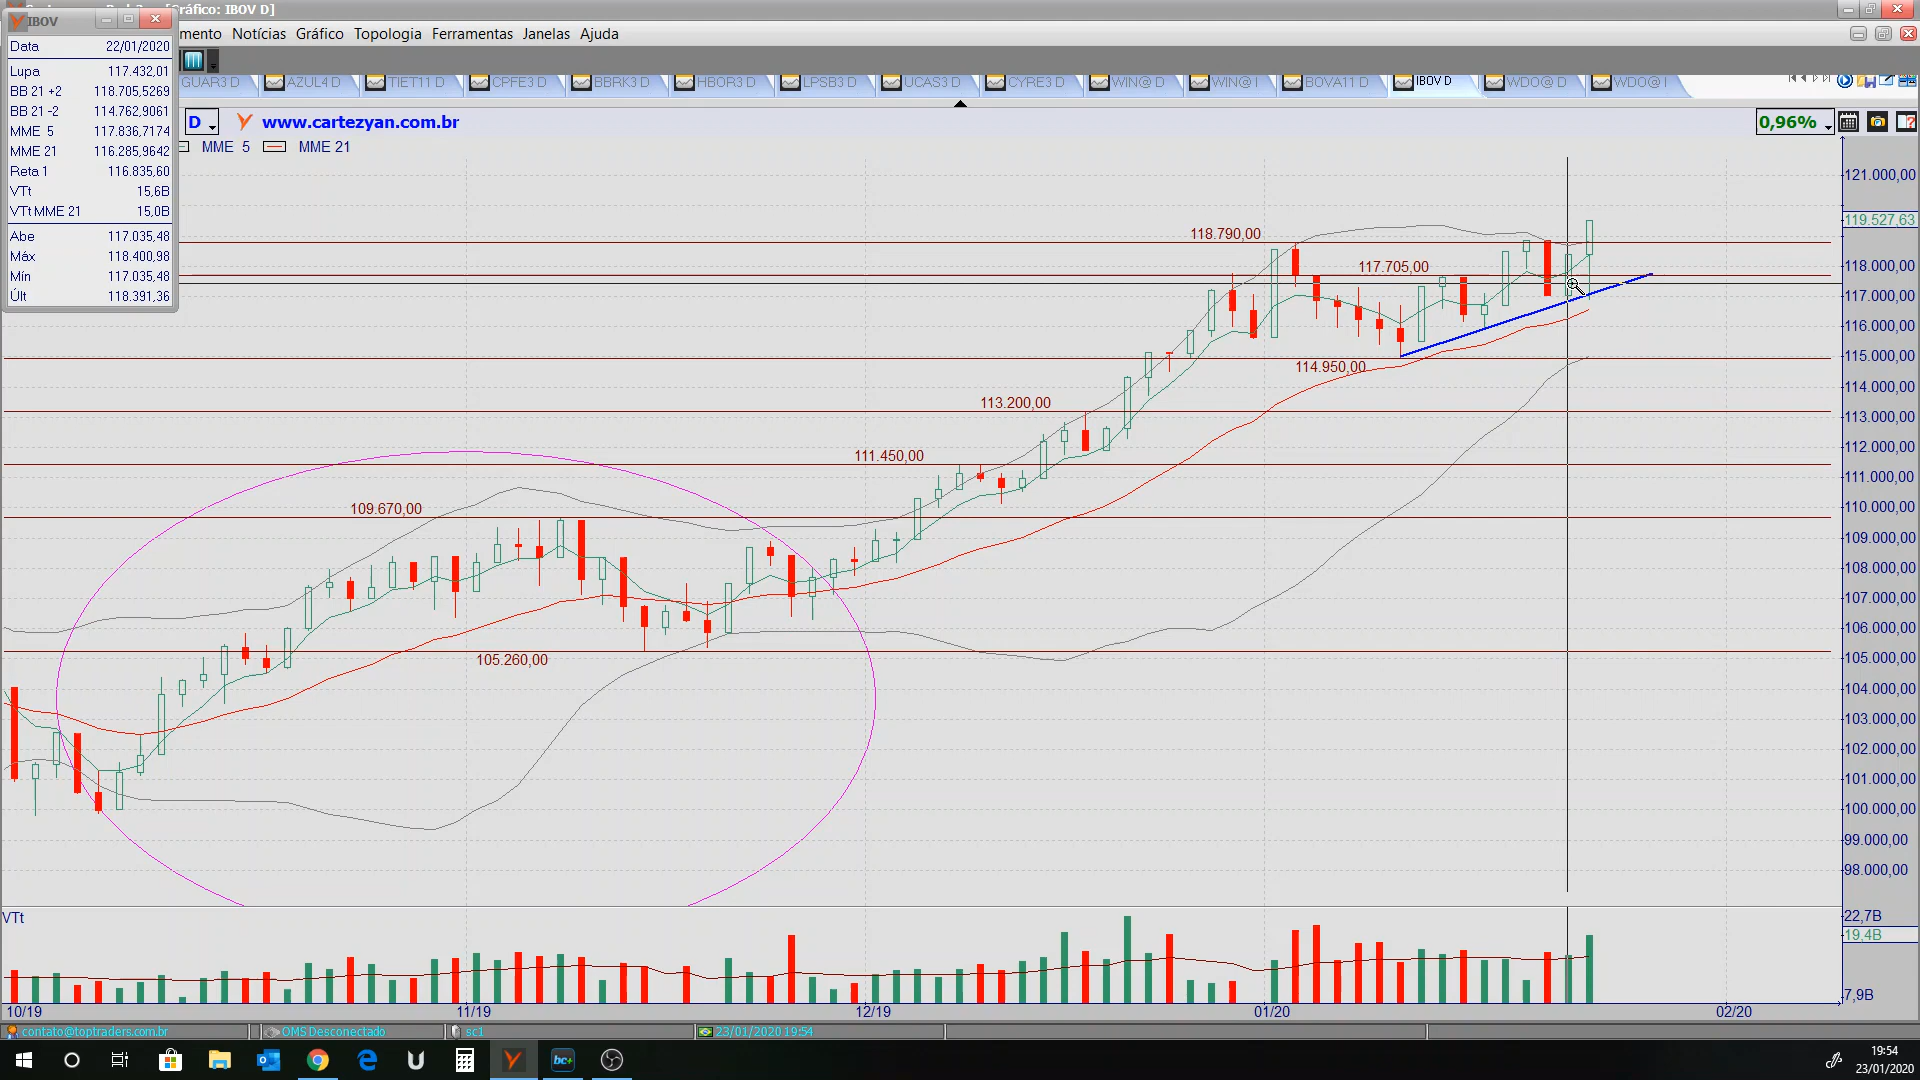 [Gráfico: IBOV D]
IBOV
Data 22/01/2020
Lupa 117.432,01
BB 21 +2 118.705,5269
BB 21 -2 114.762,9061
MME 5 117.836,7174
MME 21 116.285,9642
Reta 1 116.835,60
VTt 15,6B
VTt MME 21 15,0B
Abe 117.035,48
Máx 118.400,98
Mín 117.035,48
Últ 118.391,36
mento Notícias Gráfico Topologia Ferramentas Janelas Ajuda
GUAR3 D AZUL4 D TIET11 D CPFE3 D BBRK3 D HBOR3 D LPSB3 D UCAS3 D CYRE3 D WIN@ D WIN@ I BOVA11 D IBOV D WDO@ D WDO@ I
D www.cartezyan.com.br 0,96%
MME 5 MME 21
121.000,00
119.527,63
118.790,00
117.705,00
118.000,00
117.000,00
116.000,00
115.000,00
114.950,00
114.000,00
113.200,00
113.000,00
112.000,00
111.450,00
111.000,00
109.670,00
110.000,00
109.000,00
108.000,00
107.000,00
106.000,00
105.260,00
105.000,00
104.000,00
103.000,00
102.000,00
101.000,00
100.000,00
99.000,00
98.000,00
VTt 22,7B
19,4B
7,9B
10/19 11/19 12/19 01/20 02/20
contato@toptraders.com.br OMS Desconectado sc1 23/01/2020 19:54
bc+
19:54
23/01/2020